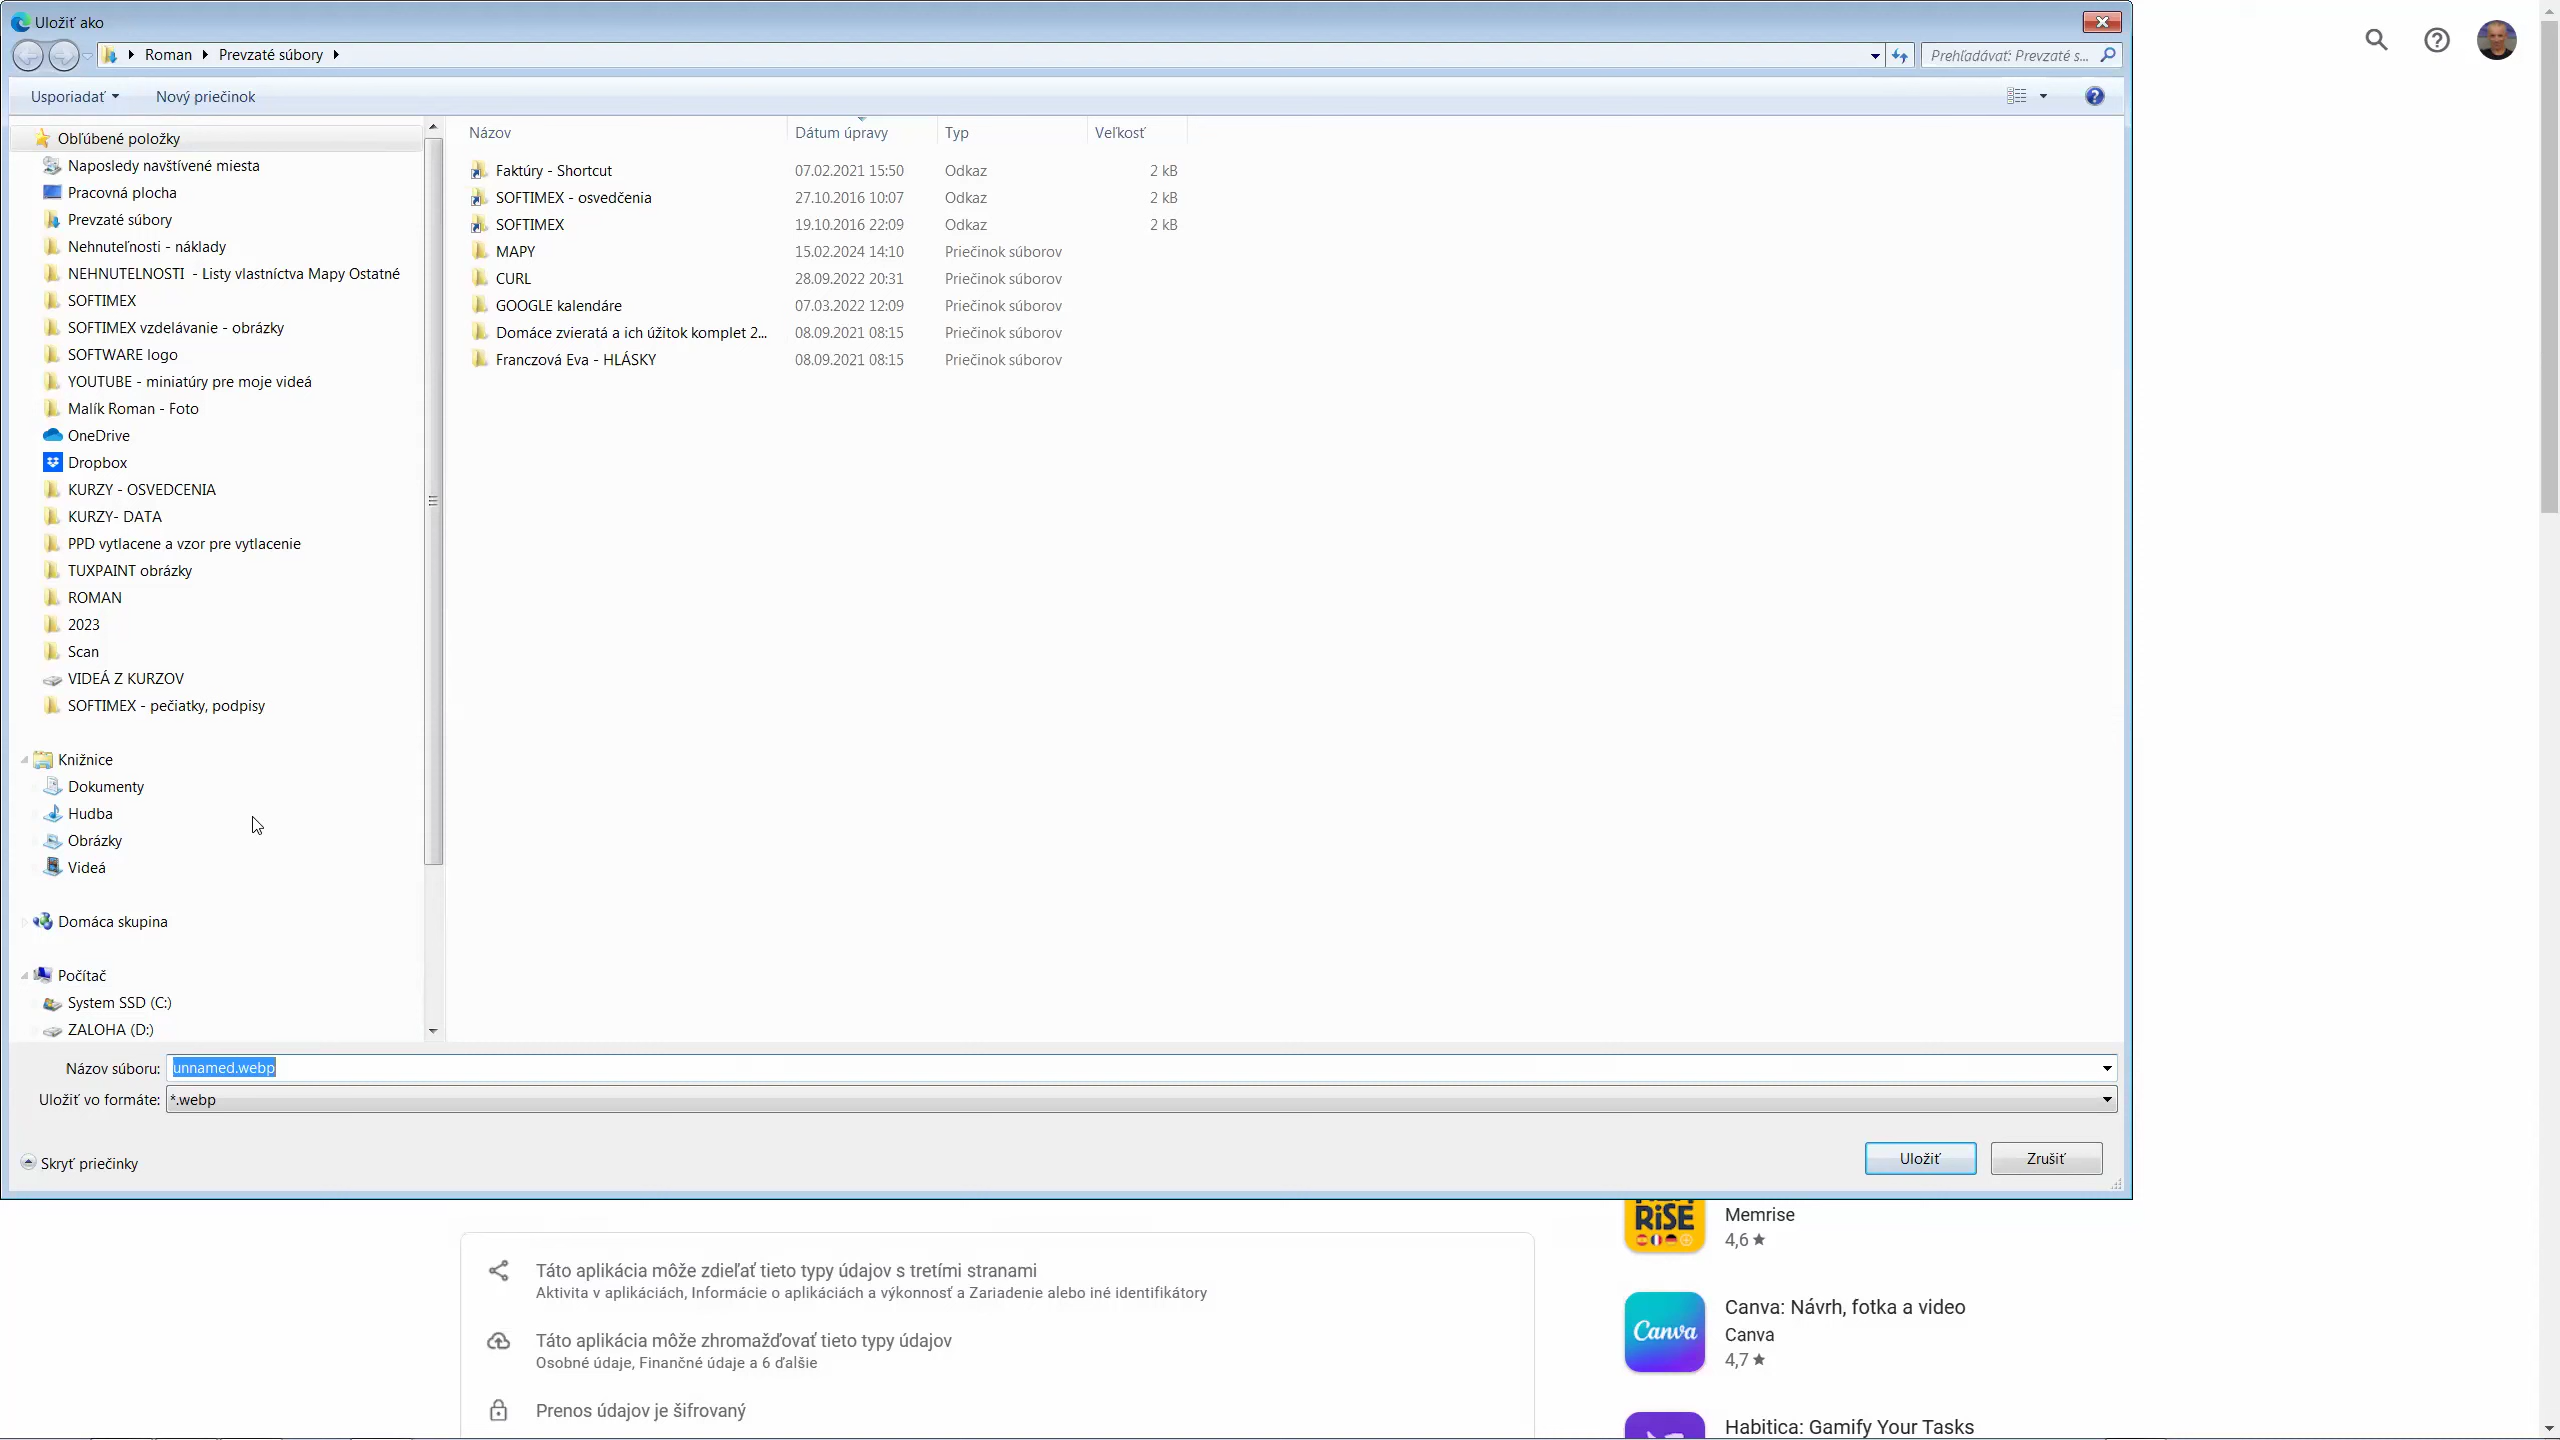 Uložiť ako
Roman
Prevzaté súbory
Prehľadávať: Prevzaté s...
Usporiadať
Nový priečinok
Obľúbené položky
Naposledy navštívené miesta
Pracovná plocha
Prevzaté súbory
Nehnuteľnosti - náklady
NEHNUTELNOSTI - Listy vlastníctva Mapy Ostatné
SOFTIMEX
SOFTIMEX vzdelávanie - obrázky
SOFTWARE logo
YOUTUBE - miniatúry pre moje videá
Malík Roman - Foto
OneDrive
Dropbox
KURZY - OSVEDCENIA
KURZY- DATA
PPD vytlacene a vzor pre vytlacenie
TUXPAINT obrázky
ROMAN
2023
Scan
VIDEÁ Z KURZOV
SOFTIMEX - pečiatky, podpisy
Knižnice
Dokumenty
Hudba
Obrázky
Videá
Domáca skupina
Počítač
System SSD (C:)
ZALOHA (D:)
Názov Dátum úpravy Typ Veľkosť
Faktúry - Shortcut 07.02.2021 15:50 Odkaz 2 kB
SOFTIMEX - osvedčenia 27.10.2016 10:07 Odkaz 2 kB
SOFTIMEX 19.10.2016 22:09 Odkaz 2 kB
MAPY 15.02.2024 14:10 Priečinok súborov
CURL 28.09.2022 20:31 Priečinok súborov
GOOGLE kalendáre 07.03.2022 12:09 Priečinok súborov
Domáce zvieratá a ich úžitok komplet 2... 08.09.2021 08:15 Priečinok súborov
Franczová Eva - HLÁSKY 08.09.2021 08:15 Priečinok súborov
Názov súboru: unnamed.webp
Uložiť vo formáte: *.webp
Skryť priečinky
Uložiť
Zrušiť
Táto aplikácia môže zdieľať tieto typy údajov s tretími stranami
Aktivita v aplikáciách, Informácie o aplikáciách a výkonnosť a Zariadenie alebo iné identifikátory
Táto aplikácia môže zhromažďovať tieto typy údajov
Osobné údaje, Finančné údaje a 6 ďalšie
Prenos údajov je šifrovaný
RiSE
Memrise
4,6 ★
Canva
Canva: Návrh, fotka a video
Canva
4,7 ★
Habitica: Gamify Your Tasks